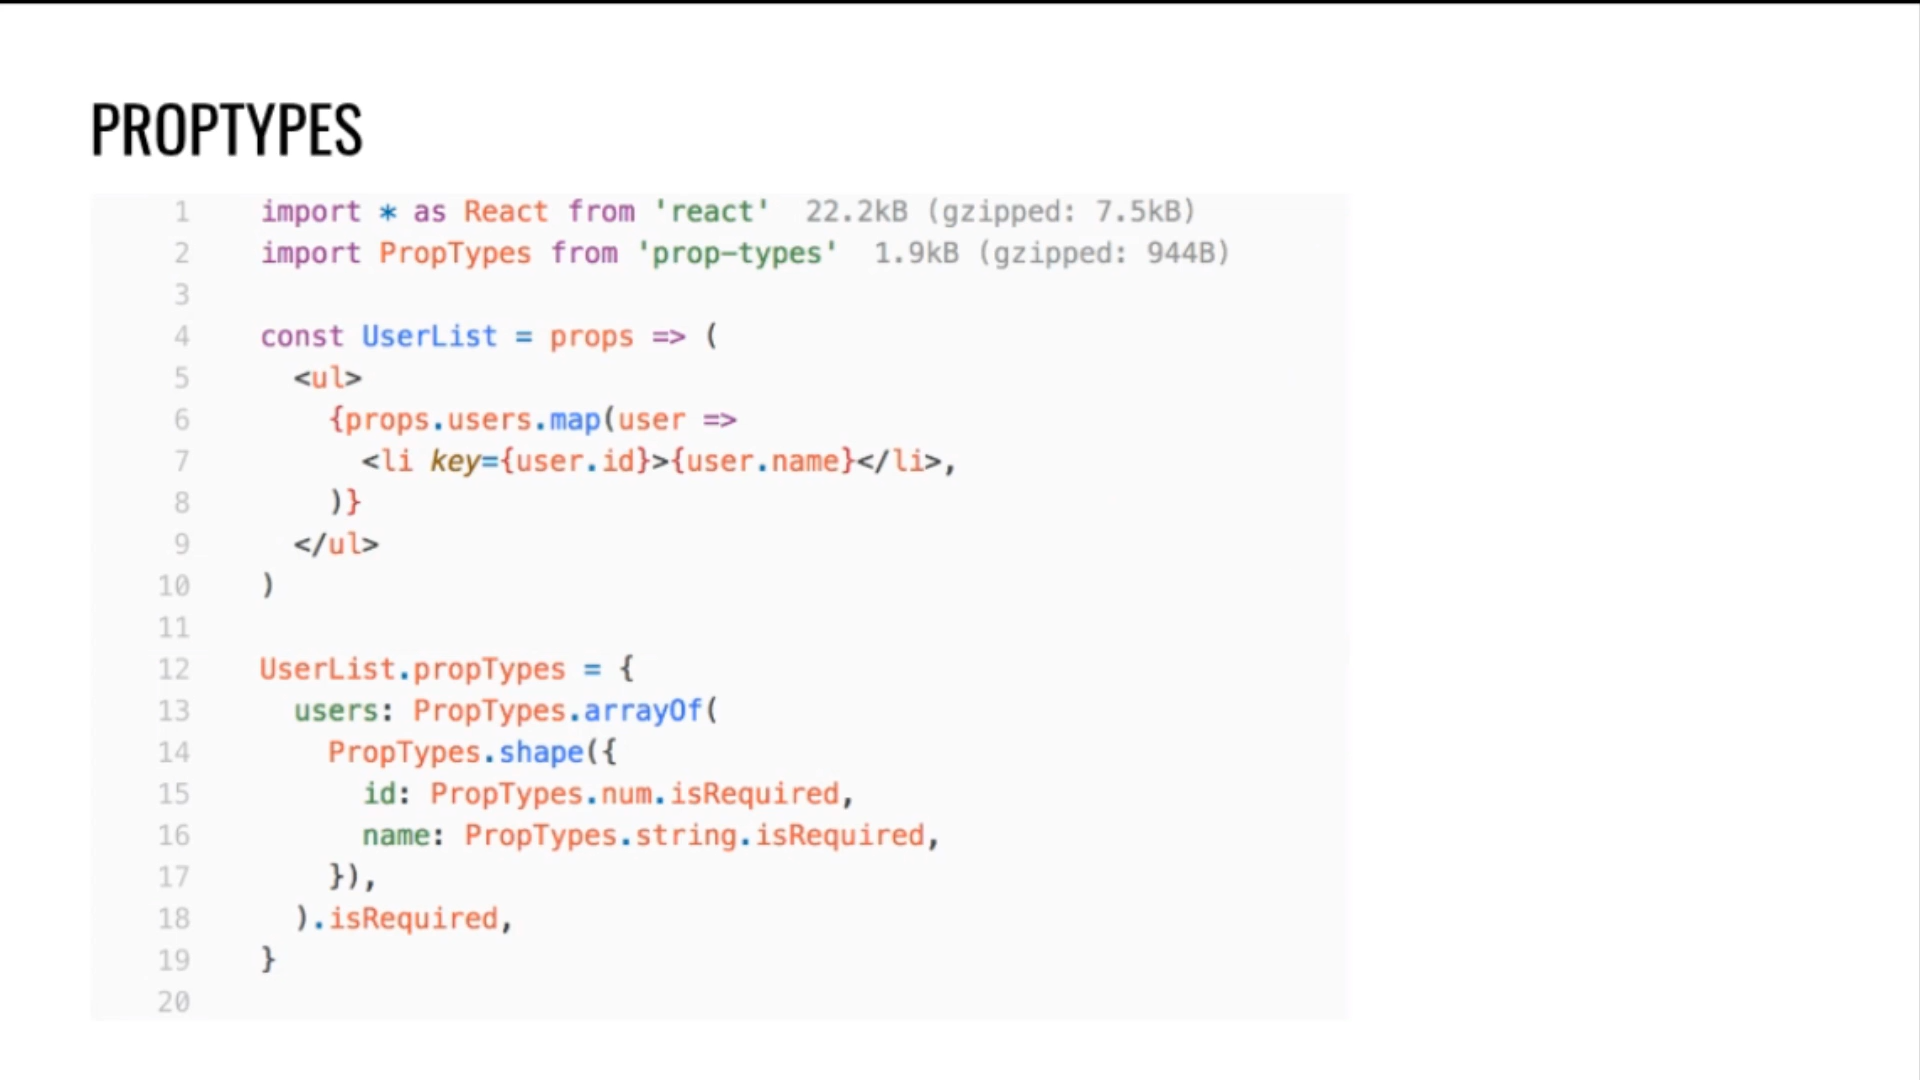 PROPTYPES
1 import * as React from 'react' 22.2kB (gzipped: 7.5kB)
2 import PropTypes from 'prop-types' 1.9kB (gzipped: 944B)
3
4 const UserList = props => (
5 <ul>
6 {props.users.map(user =>
7 <li key={user.id}>{user.name}</li>,
8 )}
9 </ul>
10 )
11
12 UserList.propTypes = {
13 users: PropTypes.arrayOf(
14 PropTypes.shape({
15 id: PropTypes.num.isRequired,
16 name: PropTypes.string.isRequired,
17 }),
18 ).isRequired,
19 }
20